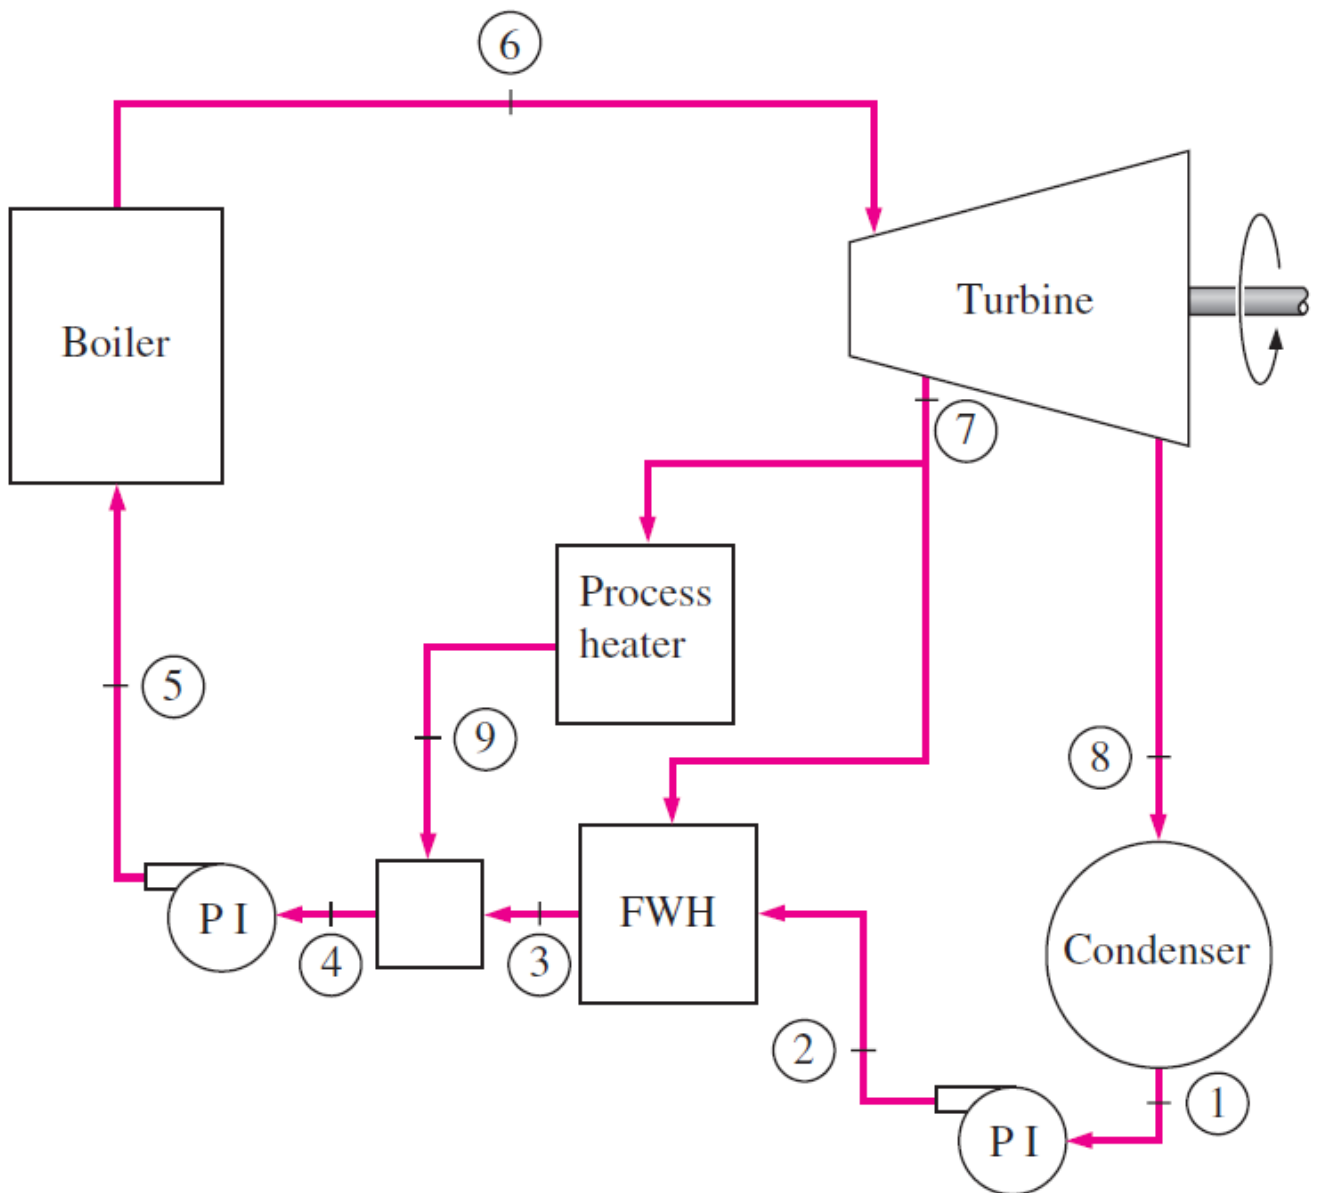 6
Turbine
Boiler
7
Process
heater
5
9
8
FWH
P I
Condenser
4
3
2
1
P I